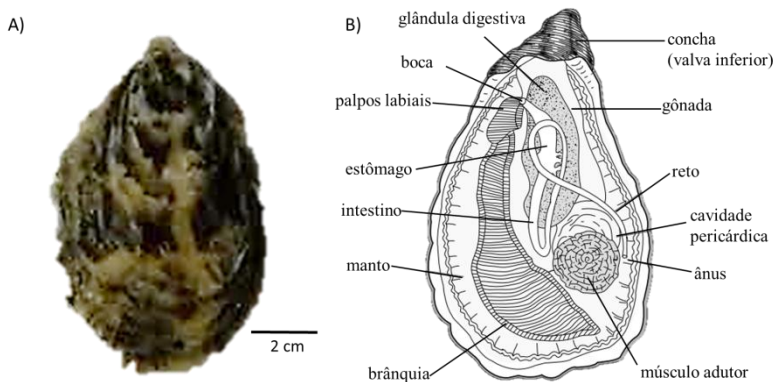 A)
2 cm
B)
glândula digestiva
boca
palpos labiais
estômago
intestino
manto
brânquia
concha
(valva inferior)
gônada
reto
cavidade
pericárdica
ânus
músculo adutor